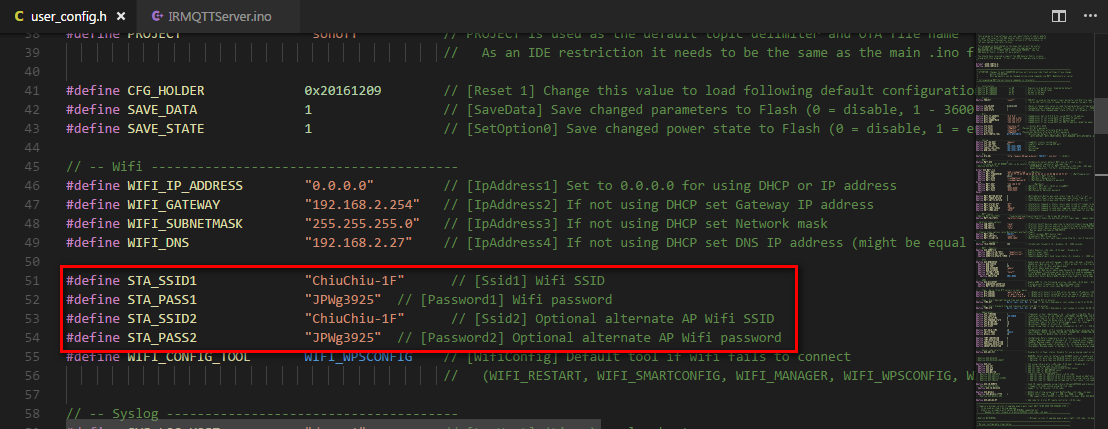 user_config.h IRMQTTServer.ino
38 #define PROJECT "sonoff" // PROJECT is used as the default topic delimiter and OTA file name
39 // As an IDE restriction it needs to be the same as the main .ino f
40
41 #define CFG_HOLDER 0x20161209 // [Reset 1] Change this value to load following default configuration
42 #define SAVE_DATA 1 // [SaveData] Save changed parameters to Flash (0 = disable, 1 - 3600
43 #define SAVE_STATE 1 // [SetOption0] Save changed power state to Flash (0 = disable, 1 = e
44
45 // -- Wifi ----------------------------------------
46 #define WIFI_IP_ADDRESS "0.0.0.0" // [IpAddress1] Set to 0.0.0.0 for using DHCP or IP address
47 #define WIFI_GATEWAY "192.168.2.254" // [IpAddress2] If not using DHCP set Gateway IP address
48 #define WIFI_SUBNETMASK "255.255.255.0" // [IpAddress3] If not using DHCP set Network mask
49 #define WIFI_DNS "192.168.2.27" // [IpAddress4] If not using DHCP set DNS IP address (might be equal
50
51 #define STA_SSID1 "ChiuChiu-1F" // [Ssid1] Wifi SSID
52 #define STA_PASS1 "JPWg3925" // [Password1] Wifi password
53 #define STA_SSID2 "ChiuChiu-1F" // [Ssid2] Optional alternate AP Wifi SSID
54 #define STA_PASS2 "JPWg3925" // [Password2] Optional alternate AP Wifi password
55 #define WIFI_CONFIG_TOOL WIFI_WPSCONFIG // [WifiConfig] Default tool if wifi fails to connect
56 // (WIFI_RESTART, WIFI_SMARTCONFIG, WIFI_MANAGER, WIFI_WPSCONFIG, W
57
58 // -- Syslog --------------------------------------